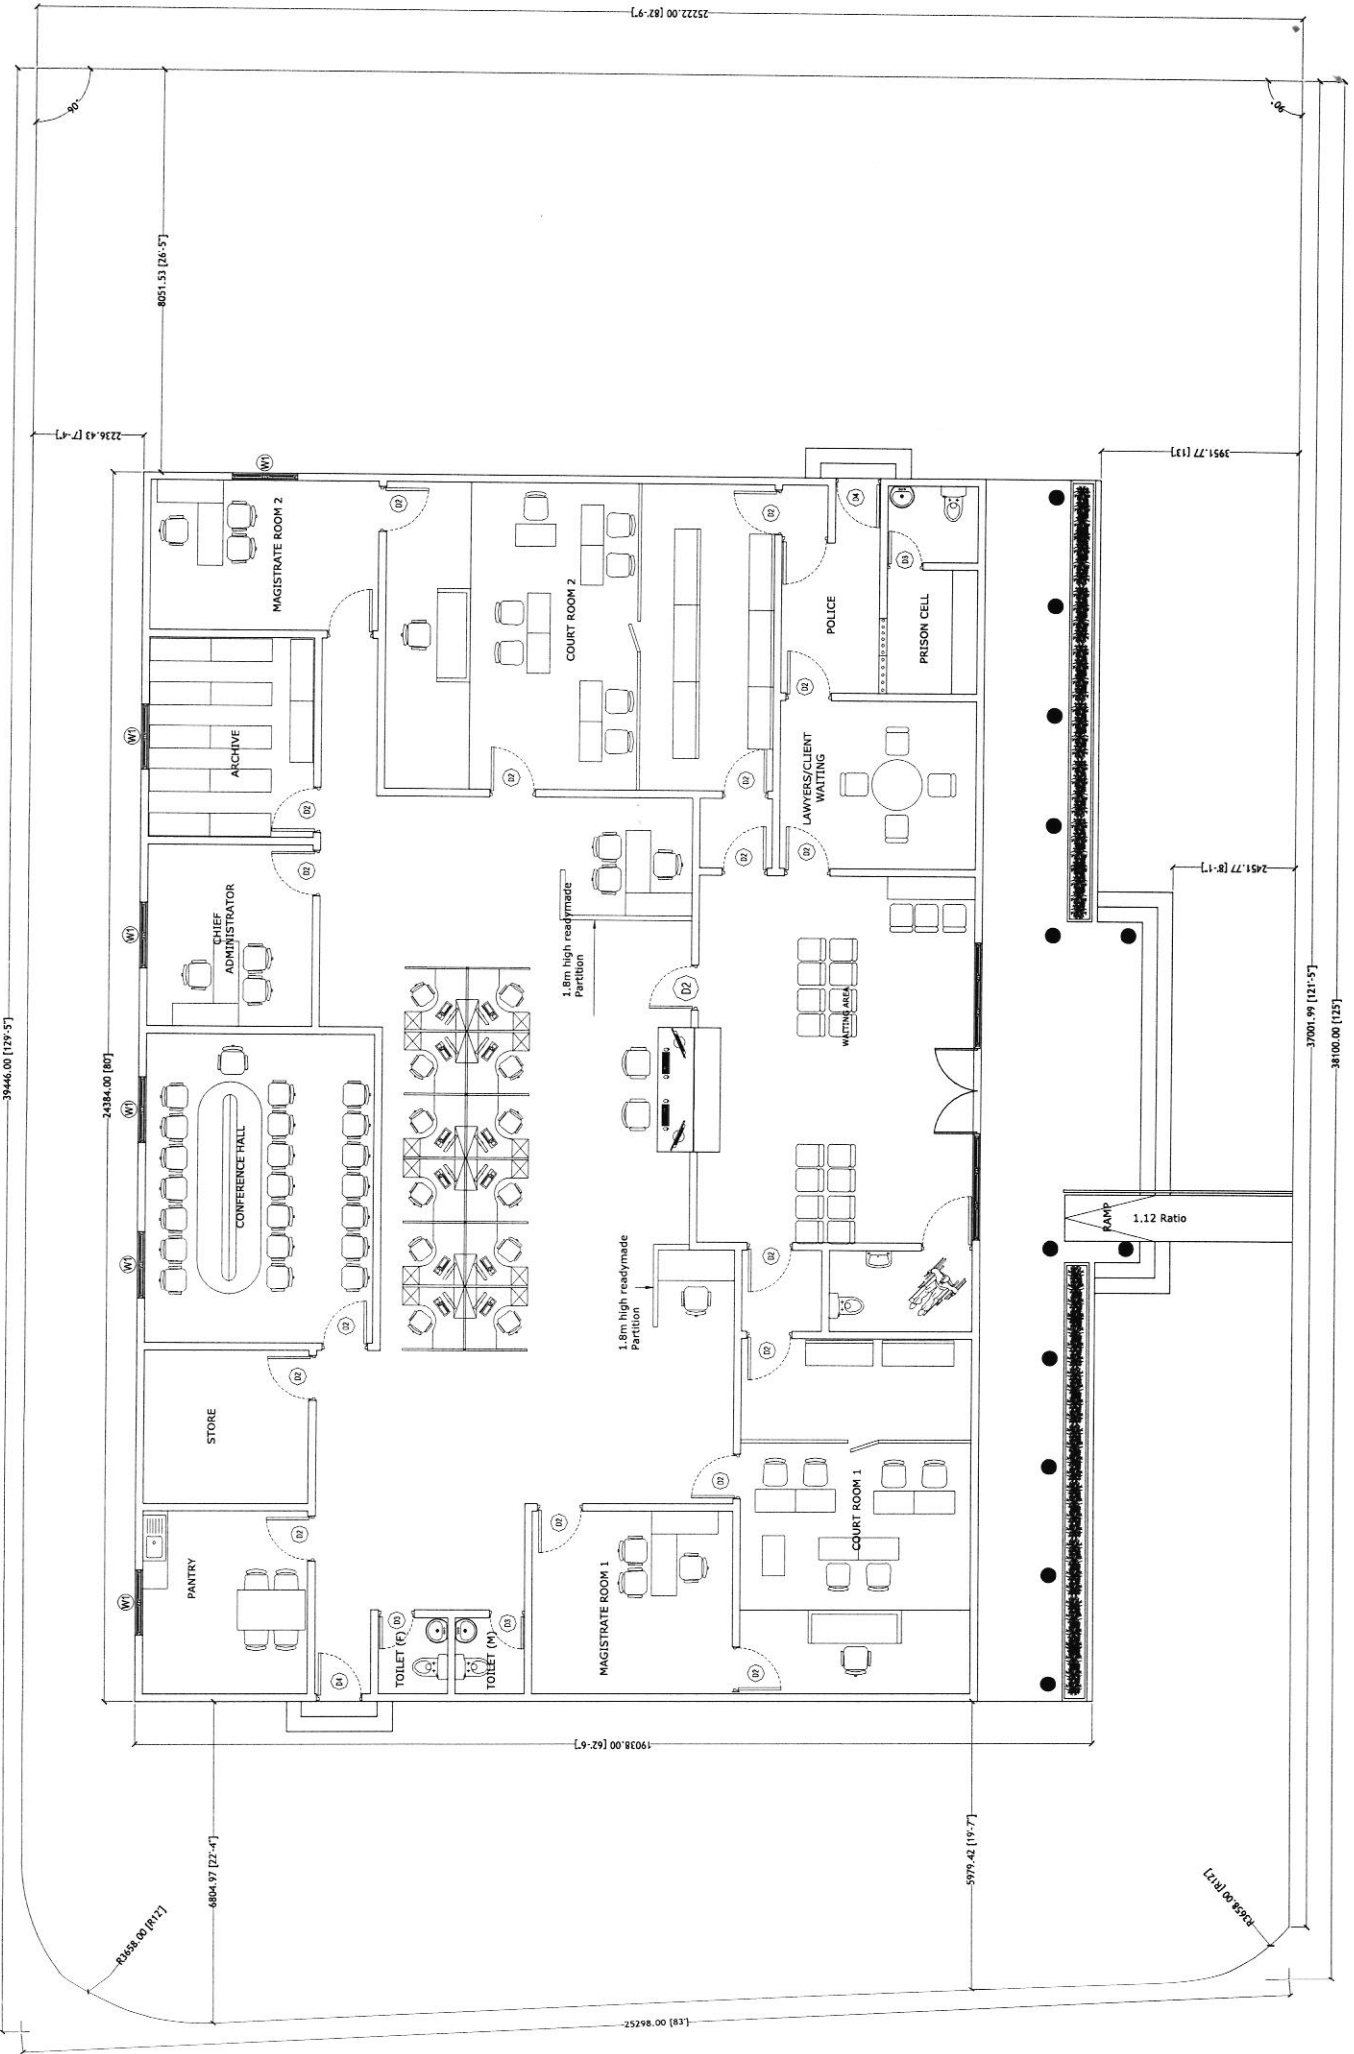 25222.00 [82'-9"]
90°
90°
8051.53 [26'-5"]
2236.43 [7'-4"]
3951.77 [13']
W1
MAGISTRATE ROOM 2
D2
COURT ROOM 2
D2
D4
D3
POLICE
PRISON CELL
W1
ARCHIVE
D2
D2
D2
D2
LAWYERS/CLIENT
WAITING
D2
D2
D2
2451.77 [8'-1"]
W1
CHIEF
ADMINISTRATOR
1.8m high readymade
Partition
D2
WAITING AREA
39446.00 [129'-5"]
24384.00 [80']
37001.99 [121'-5"]
38100.00 [125']
W1
CONFERENCE HALL
W1
D2
1.8m high readymade
Partition
D2
RAMP
1.12 Ratio
D2
D2
STORE
D2
D2
COURT ROOM 1
D2
PANTRY
W1
MAGISTRATE ROOM 1
D3
TOILET (F)
D3
TOILET (M)
D4
D2
19038.00 [62'-6"]
6804.97 [22'-4"]
5979.42 [19'-7"]
R3658.00 [R12']
R3658.00 [R12']
25298.00 [83']